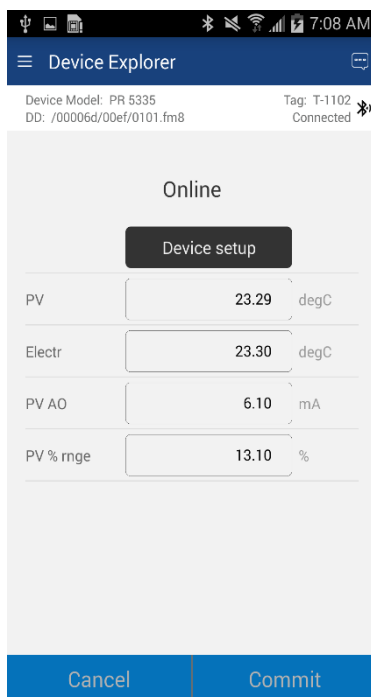 7:08 AM
Device Explorer
Device Model: PR 5335
Tag: T-1102
DD: /00006d/00ef/0101.fm8
Connected
Online
Device setup
PV 23.29 degC
Electr 23.30 degC
PV AO 6.10 mA
PV % rnge 13.10 %
Cancel Commit